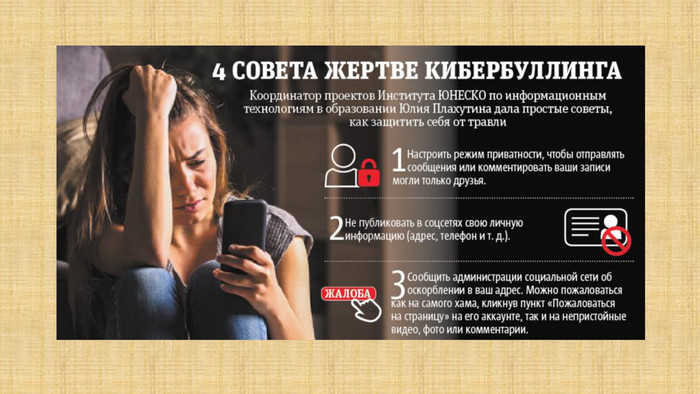 4 СОВЕТА ЖЕРТВЕ КИБЕРБУЛЛИНГА
Координатор проектов Института ЮНЕСКО по информационным
технологиям в образовании Юлия Плахутина дала простые советы,
как защитить себя от травли
1 Настроить режим приватности, чтобы отправлять
сообщения или комментировать ваши записи
могли только друзья.
2 Не публиковать в соцсетях свою личную
информацию (адрес, телефон и т. д.).
ЖАЛОБА
3 Сообщить администрации социальной сети об
оскорблении в ваш адрес. Можно пожаловаться
как на самого хама, кликнув пункт «Пожаловаться
на страницу» на его аккаунте, так и на непристойные
видео, фото или комментарии.